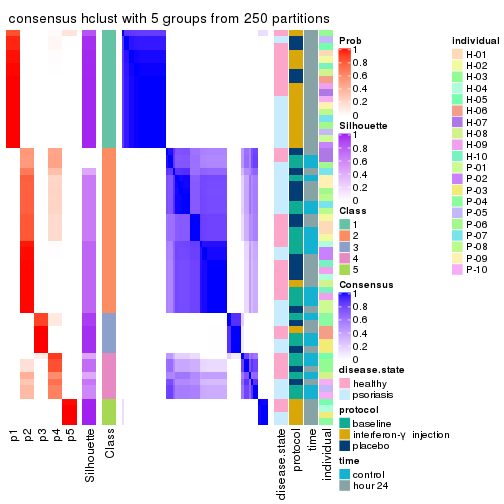 consensus hclust with 5 groups from 250 partitions
Prob
1
0.8
0.6
0.4
0.2
0
Silhouette
1
0.8
0.6
0.4
0.2
0
Class
1
2
3
4
5
Consensus
1
0.8
0.6
0.4
0.2
0
disease.state
healthy
psoriasis
protocol
baseline
interferon-γ injection
placebo
time
control
hour 24
individual
H-01
H-02
H-03
H-04
H-05
H-06
H-07
H-08
H-09
H-10
P-01
P-02
P-03
P-04
P-05
P-06
P-07
P-08
P-09
P-10
p1
p2
p3
p4
p5
Silhouette
Class
disease.state
protocol
time
individual